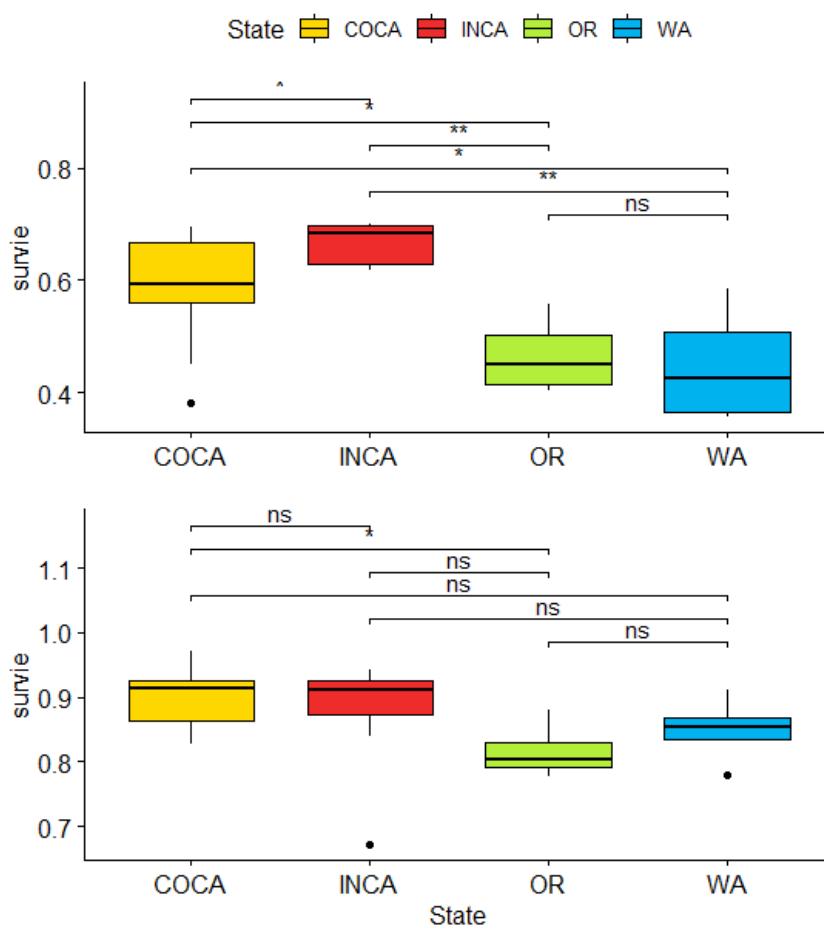 State COCA INCA OR WA
*
*
**
*
**
ns
0.8
0.6
0.4
survie
COCA INCA OR WA
ns
*
ns
ns
ns
ns
1.1
1.0
0.9
0.8
0.7
survie
COCA INCA OR WA
State